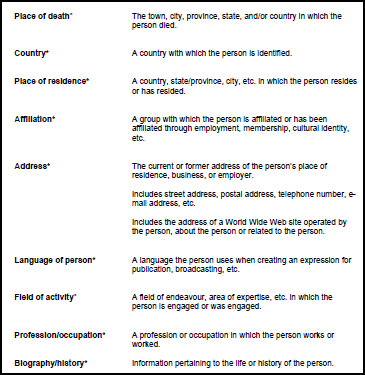 Place of death* The town, city, province, state, and/or country in which the
person died.
Country* A country with which the person is identified.
Place of residence* A country, state/province, city, etc. in which the person resides
or has resided.
Affiliation* A group with which the person is affiliated or has been
affiliated through employment, membership, cultural identity,
etc.
Address* The current or former address of the person's place of
residence, business, or employer.
Includes street address, postal address, telephone number, e-
mail address, etc.
Includes the address of a World Wide Web site operated by
the person, about the person or related to the person.
Language of person* A language the person uses when creating an expression for
publication, broadcasting, etc.
Field of activity* A field of endeavour, area of expertise, etc. in which the
person is engaged or was engaged.
Profession/occupation* A profession or occupation in which the person works or
worked.
Biography/history* Information pertaining to the life or history of the person.